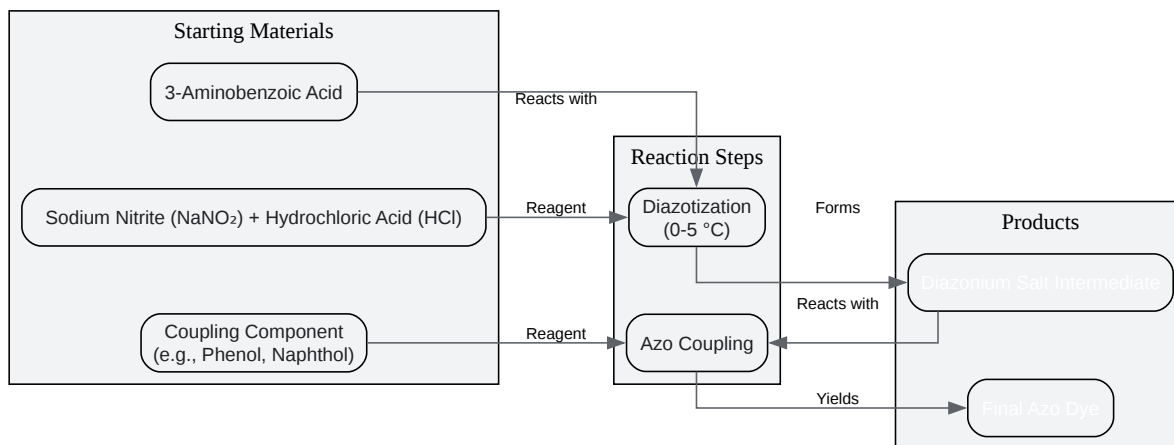 Starting Materials
3-Aminobenzoic Acid
Reacts with
Reaction Steps
Sodium Nitrite (NaNO₂) + Hydrochloric Acid (HCl)
Reagent
Diazotization
(0-5 °C)
Forms
Products
Diazonium Salt Intermediate
Reacts with
Coupling Component
(e.g., Phenol, Naphthol)
Reagent
Azo Coupling
Yields
Final Azo Dye